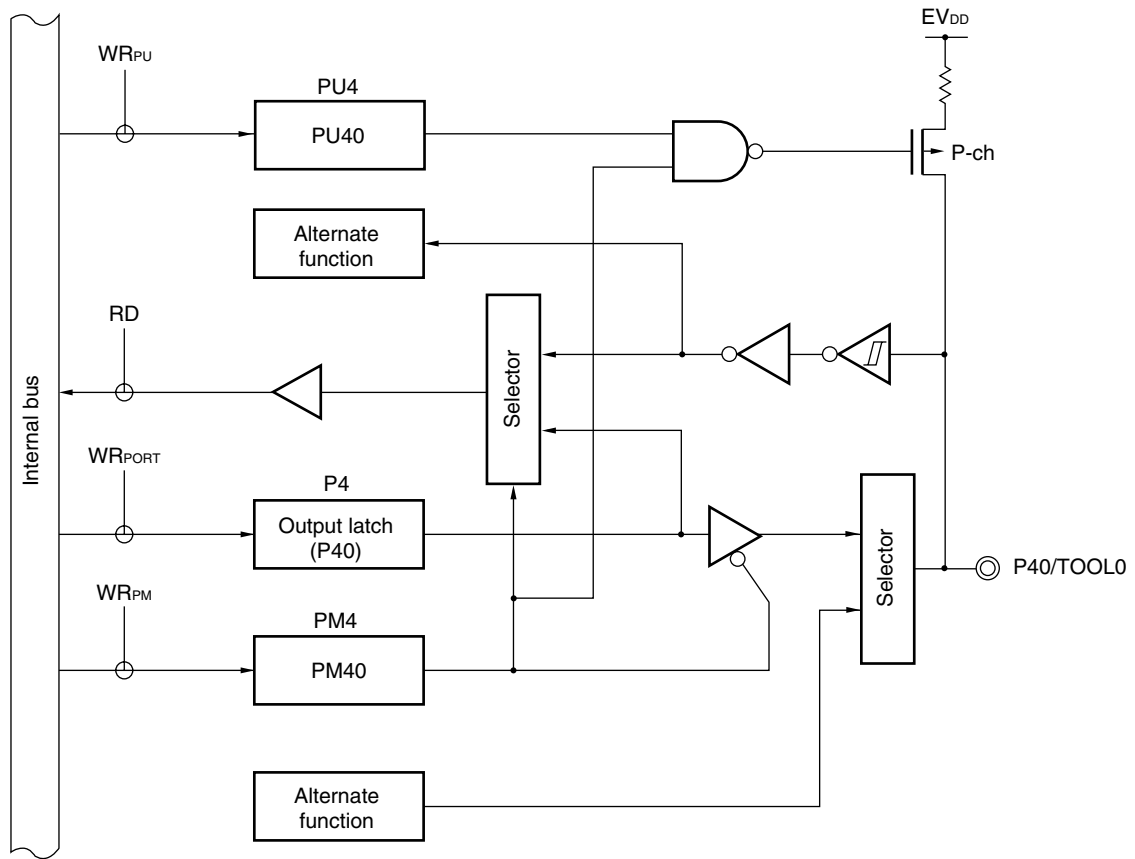 EVDD
WRPU
PU4
PU40
P-ch
Alternate
function
RD
Selector
Internal bus
WRPORT
P4
Output latch
(P40)
Selector
P40/TOOL0
WRPM
PM4
PM40
Alternate
function